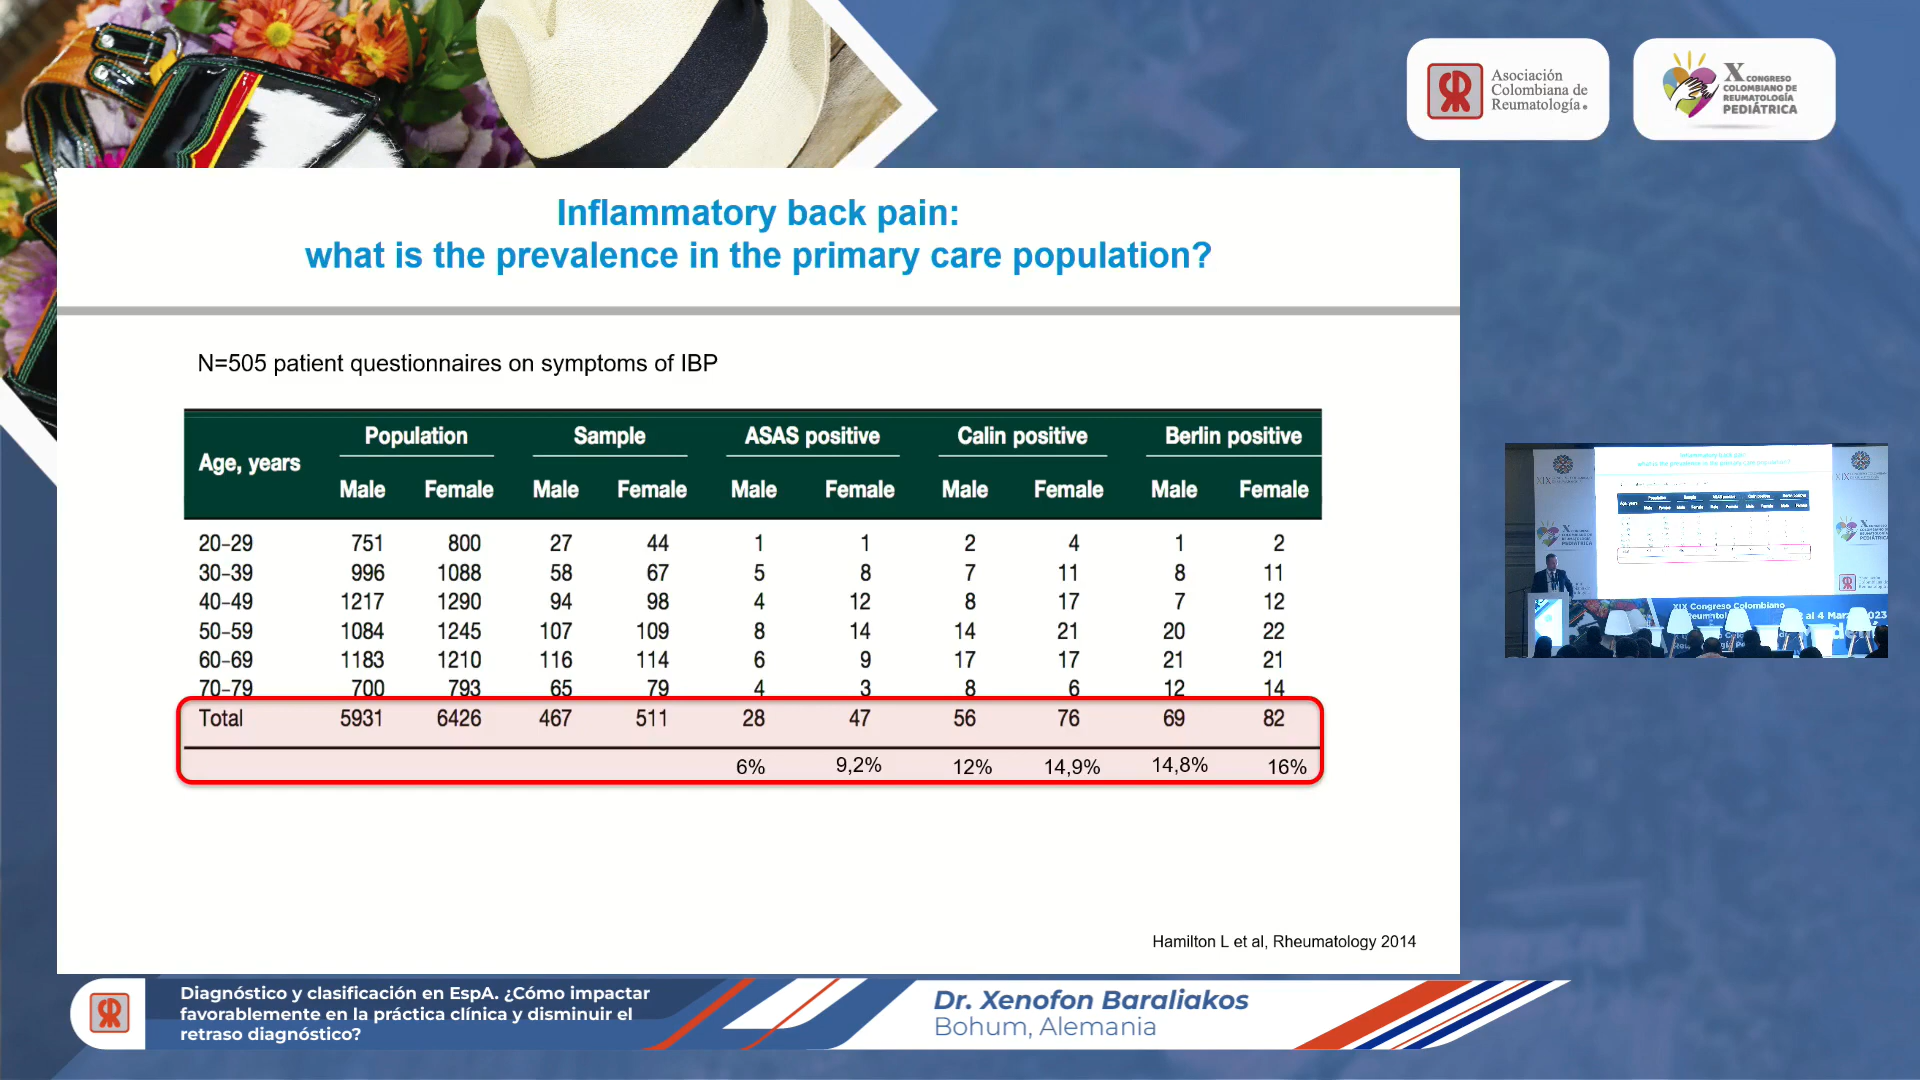 Asociación
Colombiana de
Reumatología.
X CONGRESO
COLOMBIANO DE
REUMATOLOGÍA
PEDIÁTRICA
Inflammatory back pain:
what is the prevalence in the primary care population?
N=505 patient questionnaires on symptoms of IBP
Age, years Population Sample ASAS positive Calin positive Berlin positive
Male Female Male Female Male Female Male Female Male Female
20–29 751 800 27 44 1 1 2 4 1 2
30–39 996 1088 58 67 5 8 7 11 8 11
40–49 1217 1290 94 98 4 12 8 17 7 12
50–59 1084 1245 107 109 8 14 14 21 20 22
60–69 1183 1210 116 114 6 9 17 17 21 21
70–79 700 793 65 79 4 3 8 6 12 14
Total 5931 6426 467 511 28 47 56 76 69 82
6% 9,2% 12% 14,9% 14,8% 16%
Hamilton L et al, Rheumatology 2014
XIX Congreso Colombiano
Diagnóstico y clasificación en EspA. ¿Cómo impactar
favorablemente en la práctica clínica y disminuir el
retraso diagnóstico?
Dr. Xenofon Baraliakos
Bohum, Alemania